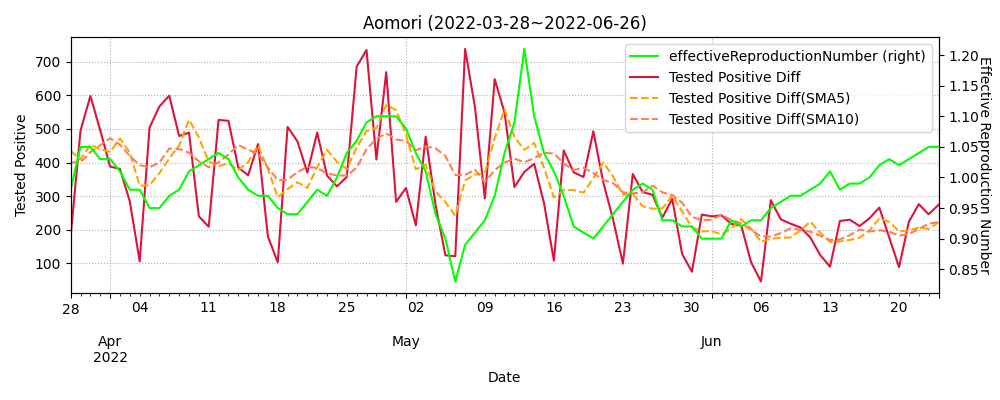 Aomori (2022-03-28~2022-06-26)
effectiveReproductionNumber (right)
Tested Positive Diff
Tested Positive Diff(SMA5)
Tested Positive Diff(SMA10)
Tested Positive
700
600
500
400
300
200
100
Effective Reproduction Number
1.20
1.15
1.10
1.05
1.00
0.95
0.90
0.85
28 04 11 18 25 02 09 16 23 30 06 13 20
Apr May Jun
2022
Date